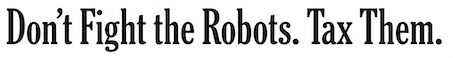 Don’t Fight the Robots. Tax Them.